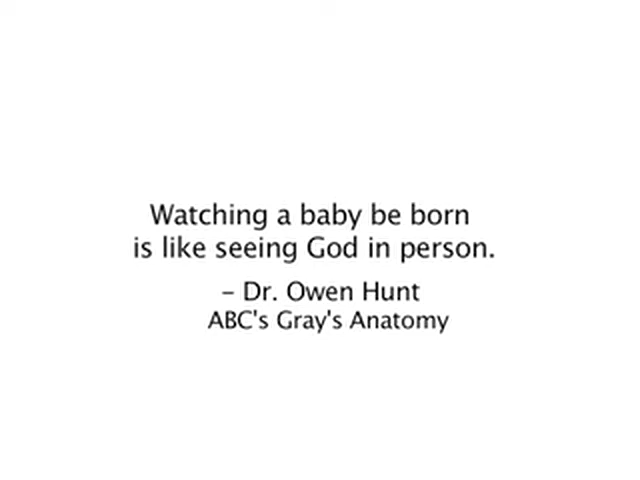 Watching a baby be born
is like seeing God in person.
– Dr. Owen Hunt
ABC's Gray's Anatomy